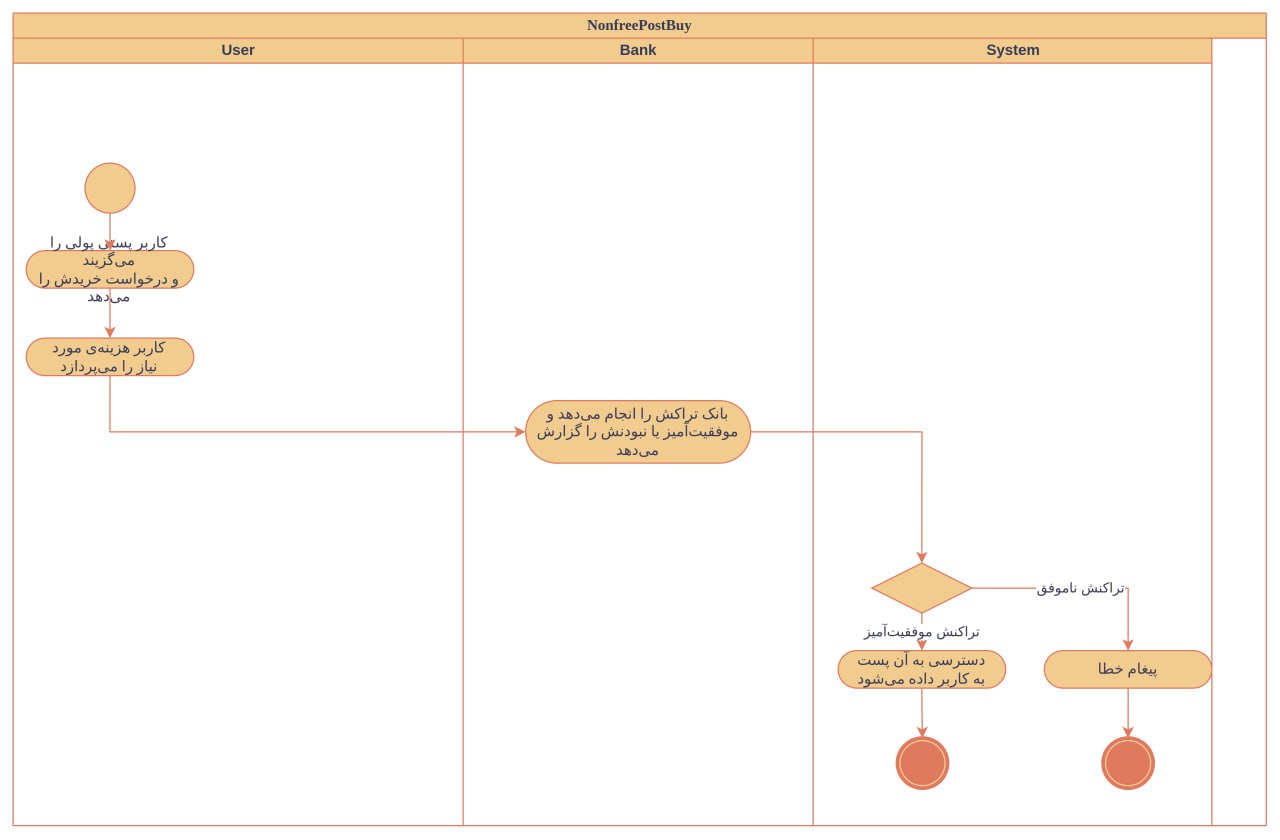 NonfreePostBuy
User
Bank
System
کاربر پستی پولی را
می‌گزیند
و درخواست خریدش را
می‌دهد
کاربر هزینه‌ی مورد
نیاز را می‌پردازد
بانک تراکش را انجام می‌دهد و
موفقیت‌آمیز یا نبودنش را گزارش
می‌دهد
تراکنش ناموفق
تراکنش موفقیت‌آمیز
دسترسی به آن پست
به کاربر داده می‌شود
پیغام خطا